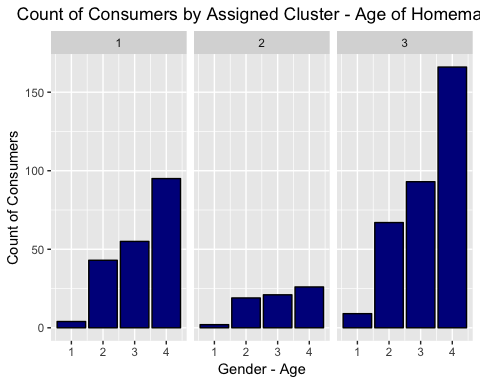 Count of Consumers by Assigned Cluster - Age of Homema
1 2 3
150
100
50
0
Count of Consumers
1 2 3 4 1 2 3 4 1 2 3 4
Gender - Age